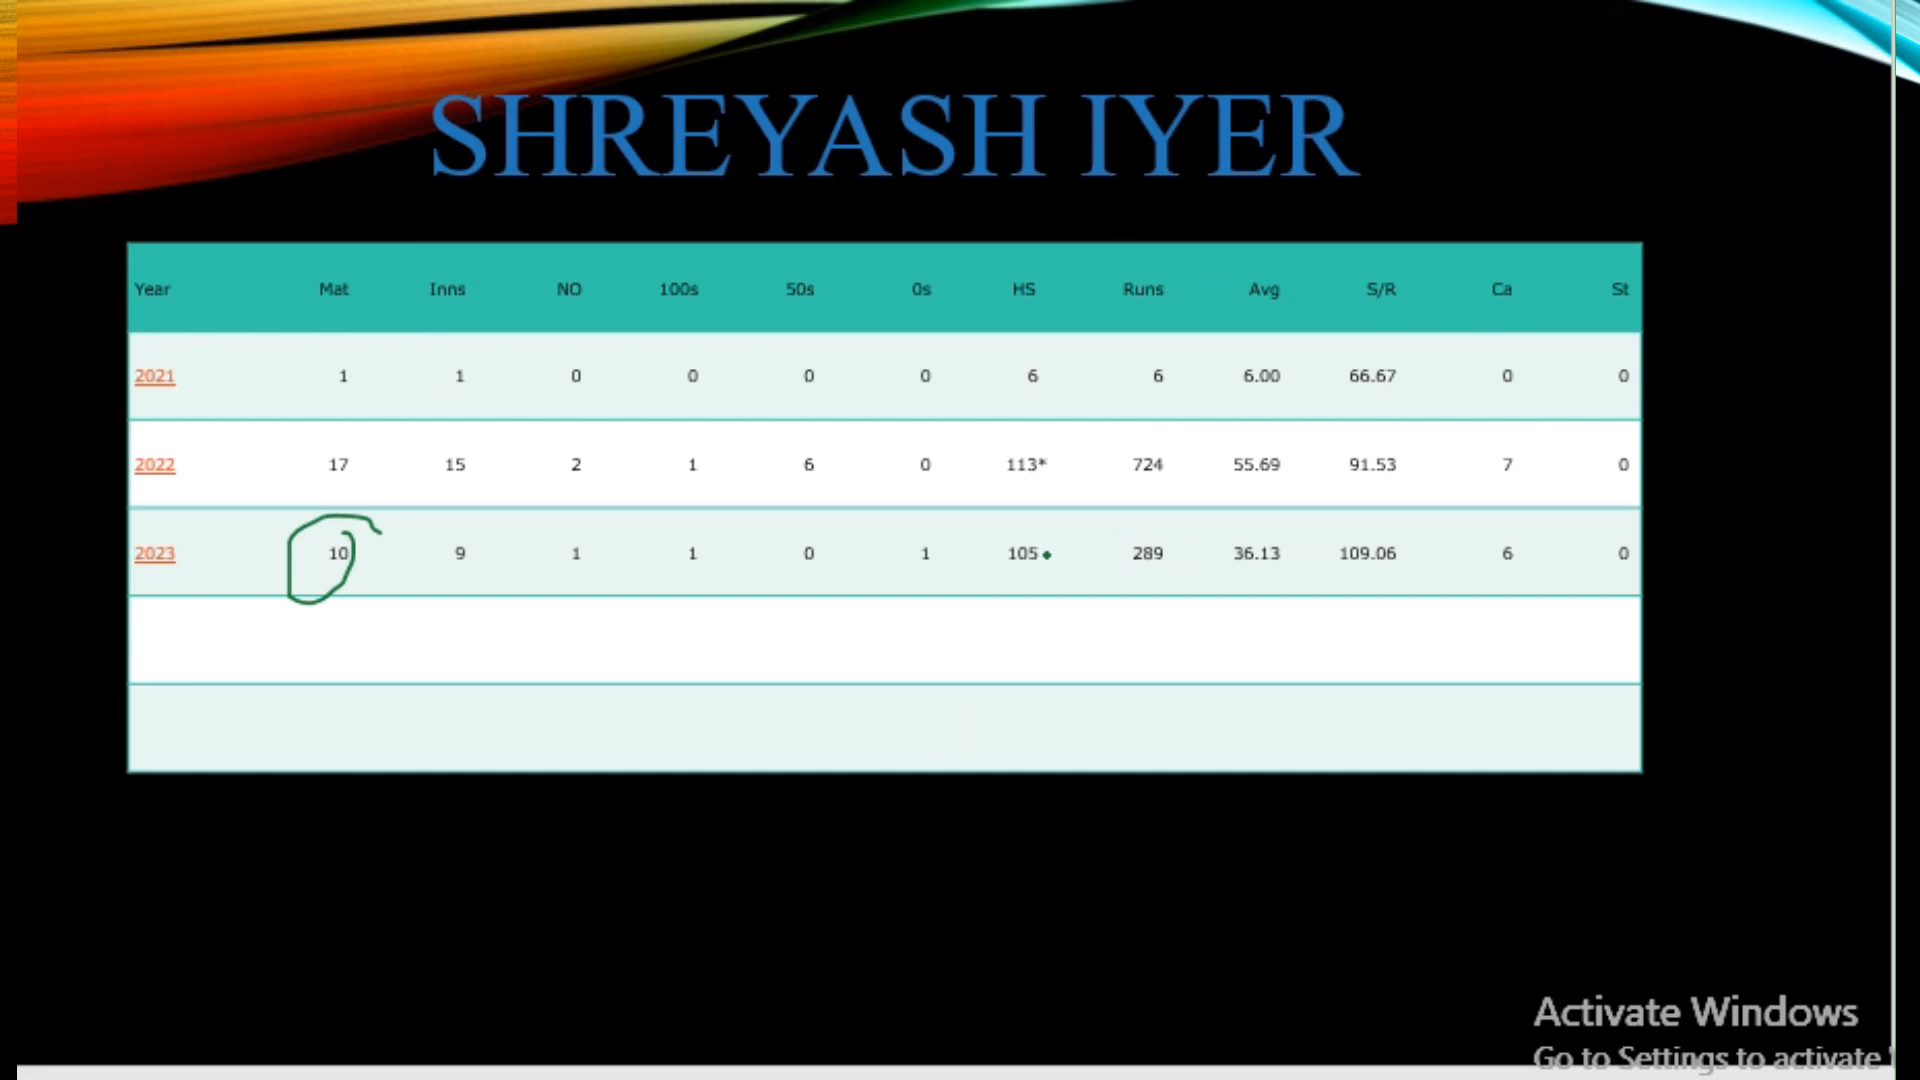 SHREYASH IYER
Year Mat Inns NO 100s 50s 0s HS Runs Avg S/R Ca St
2021 1 1 0 0 0 0 6 6 6.00 66.67 0 0
2022 17 15 2 1 6 0 113* 724 55.69 91.53 7 0
2023 10 9 1 1 0 1 105 289 36.13 109.06 6 0
Activate Windows
Go to Settings to activate